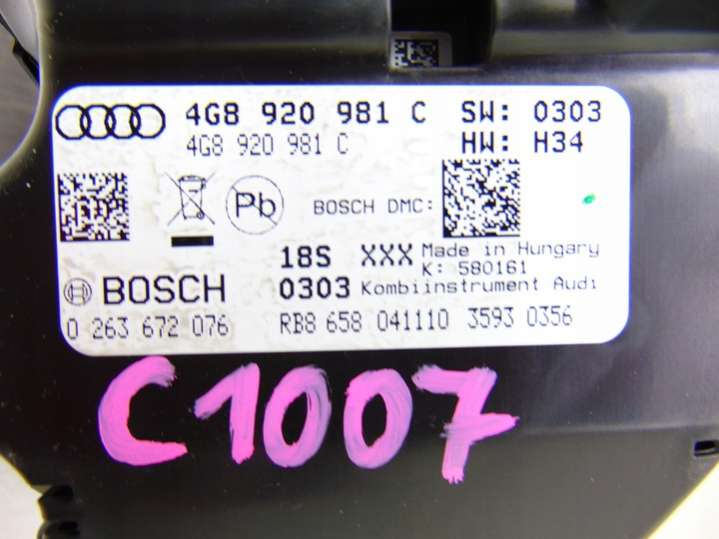 4G8 920 981 C SW: 0303
4G8 920 981 C HW: H34
Pb BOSCH DMC:
18S XXX Made in Hungary
K: 580161
BOSCH 0303 Kombiinstrument Audi
0 263 672 076 RB8 658 041110 3593 0356
C1007